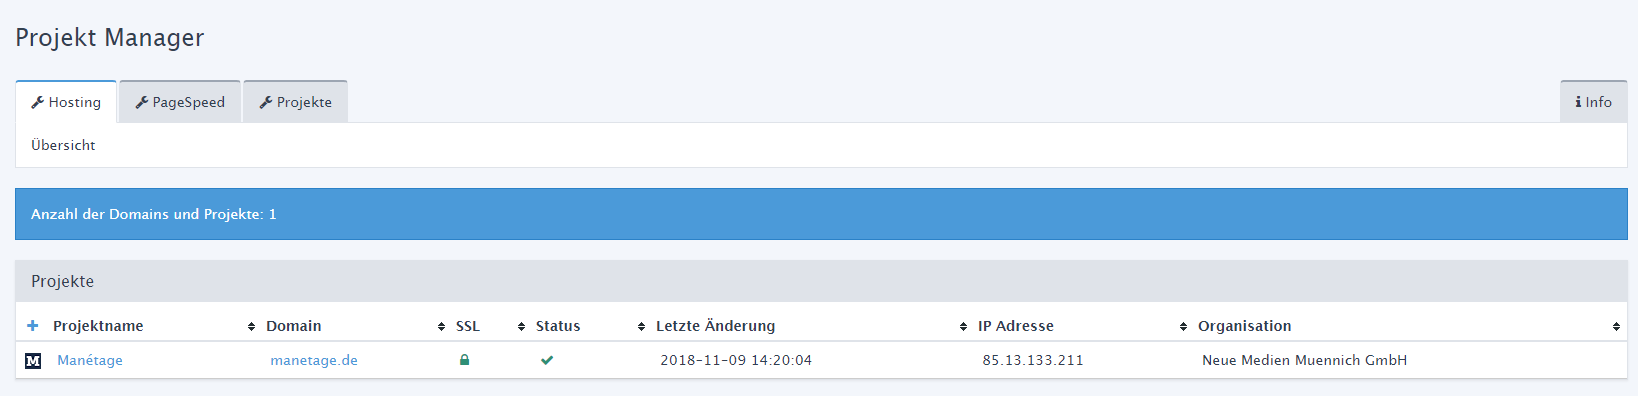 Projekt Manager
Hosting PageSpeed Projekte Info
Übersicht
Anzahl der Domains und Projekte: 1
Projekte
Projektname Domain SSL Status Letzte Änderung IP Adresse Organisation
M Manétage manetage.de 2018-11-09 14:20:04 85.13.133.211 Neue Medien Muennich GmbH